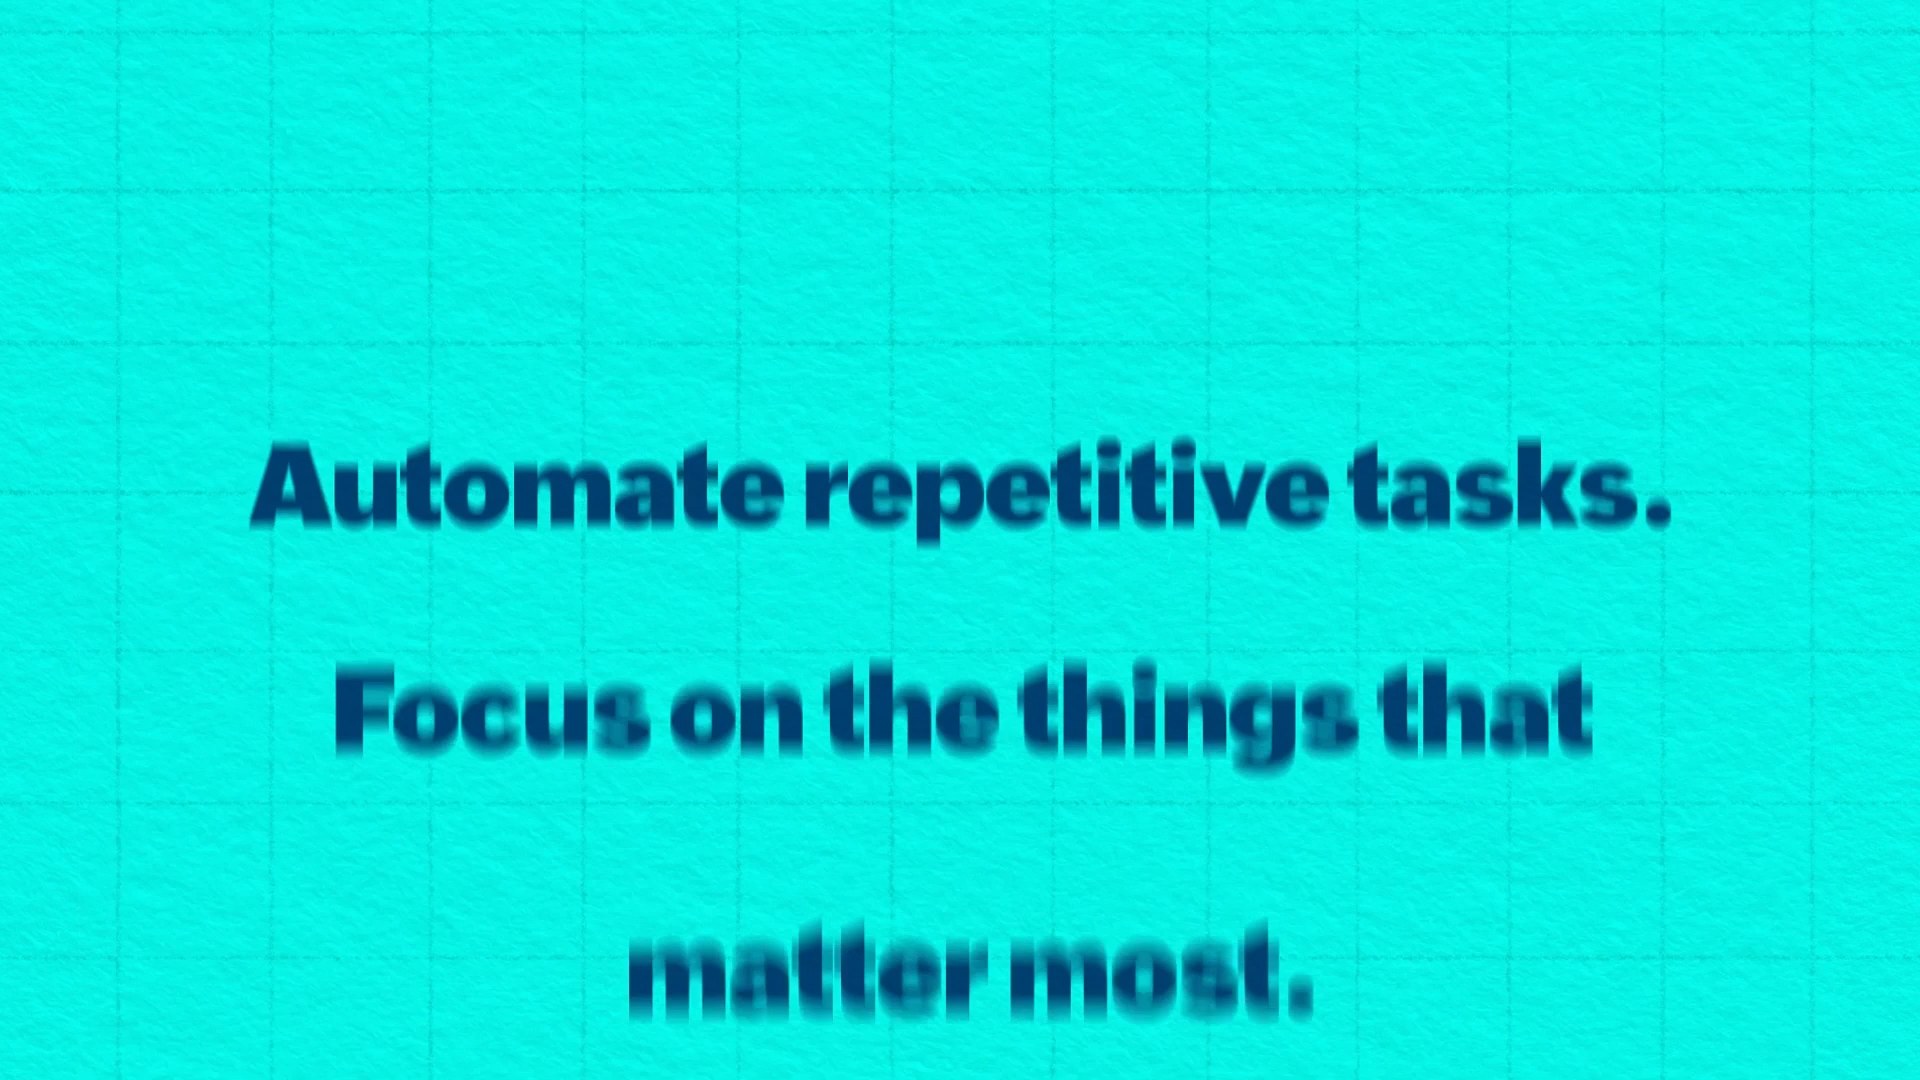 Automate repetitive tasks.
Focus on the things that
matter most.